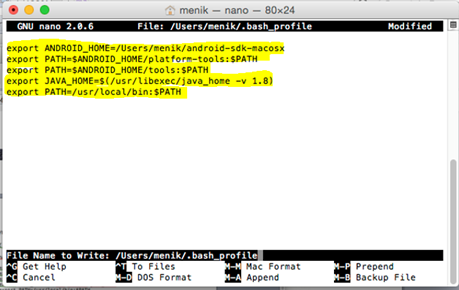 menik — nano — 80×24
GNU nano 2.0.6 File: /Users/menik/.bash_profile Modified
export ANDROID_HOME=/Users/menik/android-sdk-macosx
export PATH=$ANDROID_HOME/platform-tools:$PATH
export PATH=$ANDROID_HOME/tools:$PATH
export JAVA_HOME=$(/usr/libexec/java_home -v 1.8)
export PATH=/usr/local/bin:$PATH
File Name to Write: /Users/menik/.bash_profile
^G Get Help ^T To Files M-M Mac Format M-P Prepend
^C Cancel M-D DOS Format M-A Append M-B Backup File